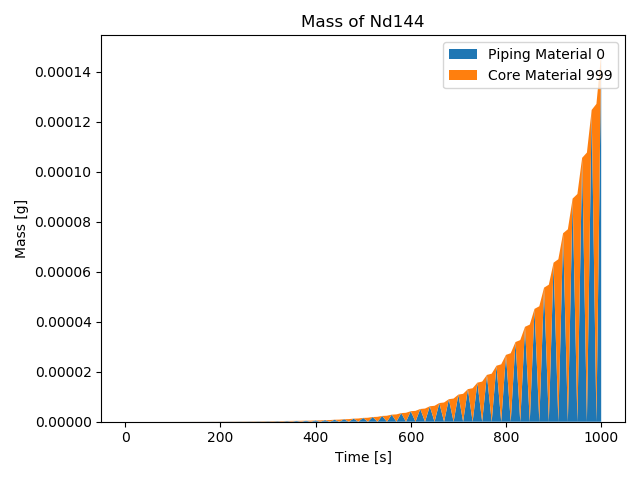 Mass of Nd144
Piping Material 0
Core Material 999
0.00014
0.00012
0.00010
0.00008
0.00006
0.00004
0.00002
0.00000
Mass [g]
0
200
400
600
800
1000
Time [s]